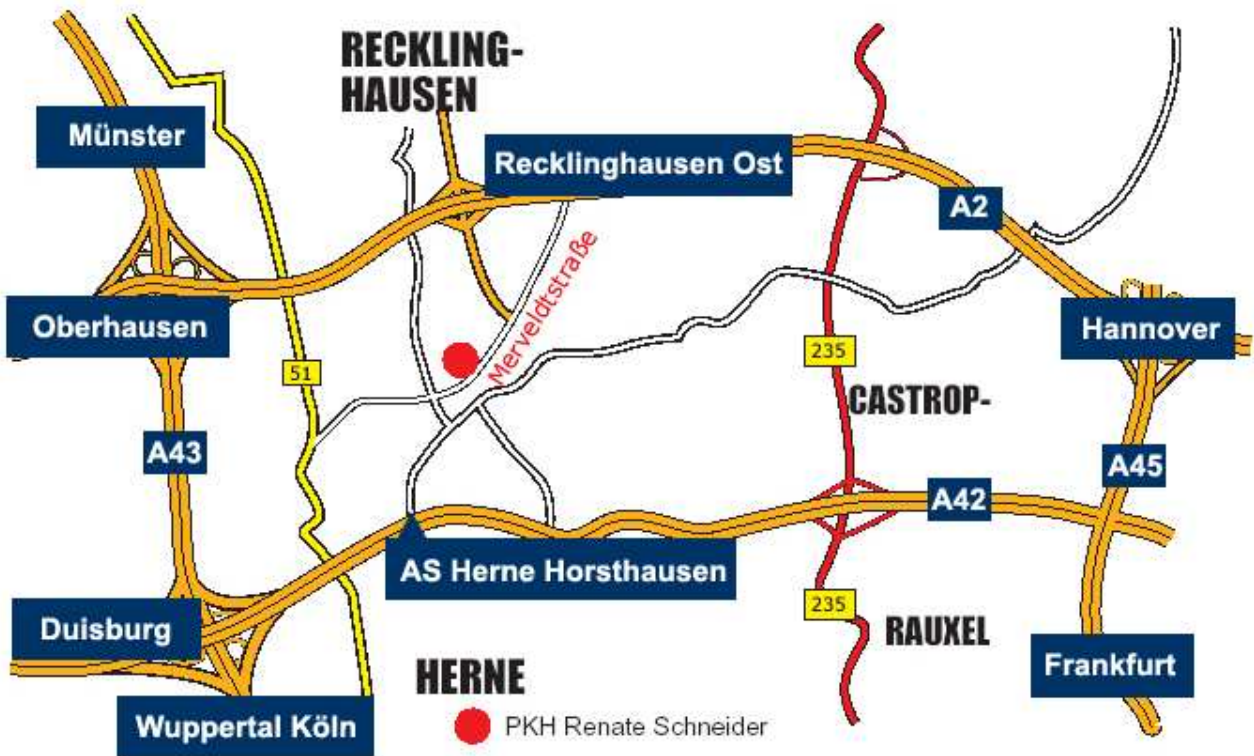 RECKLING-
HAUSEN
Münster
Recklinghausen Ost
A2
Merveldtstraße
Oberhausen
Hannover
235
51
CASTROP-
A43
A45
A42
AS Herne Horsthausen
235
Duisburg
RAUXEL
Frankfurt
HERNE
Wuppertal Köln
PKH Renate Schneider